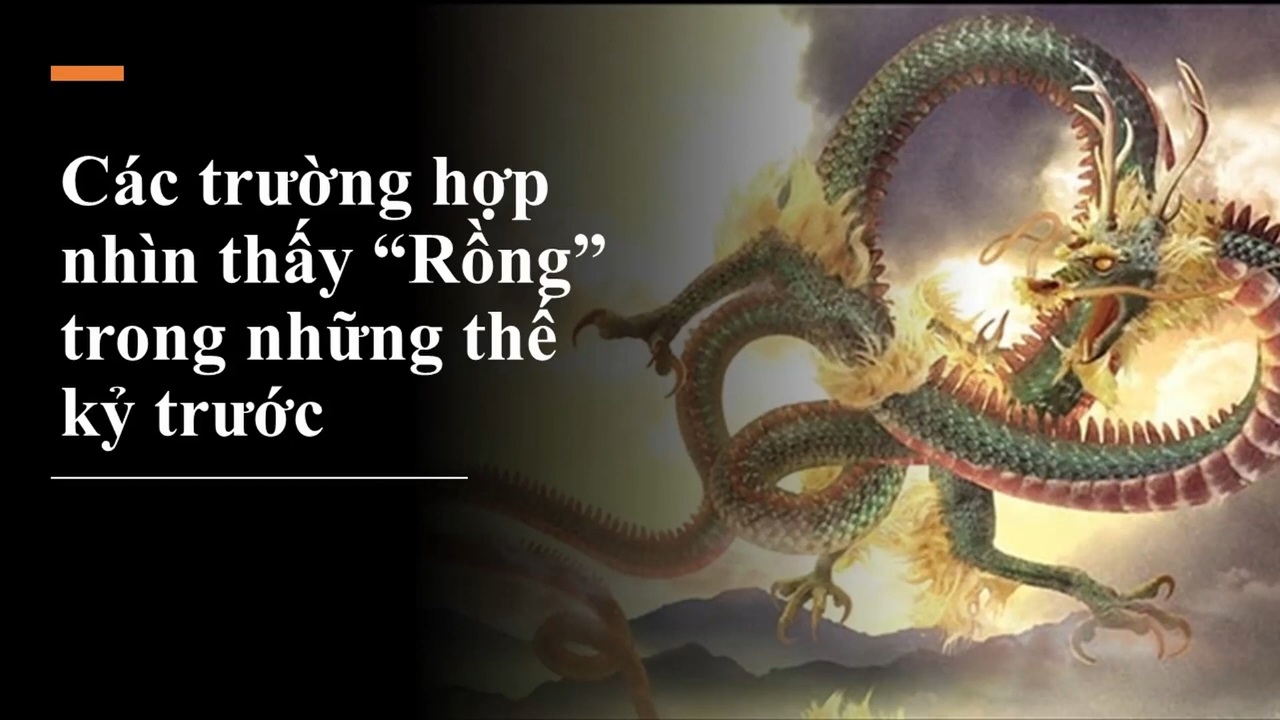 Các trường hợp
nhìn thấy “Rồng”
trong những thế
kỷ trước